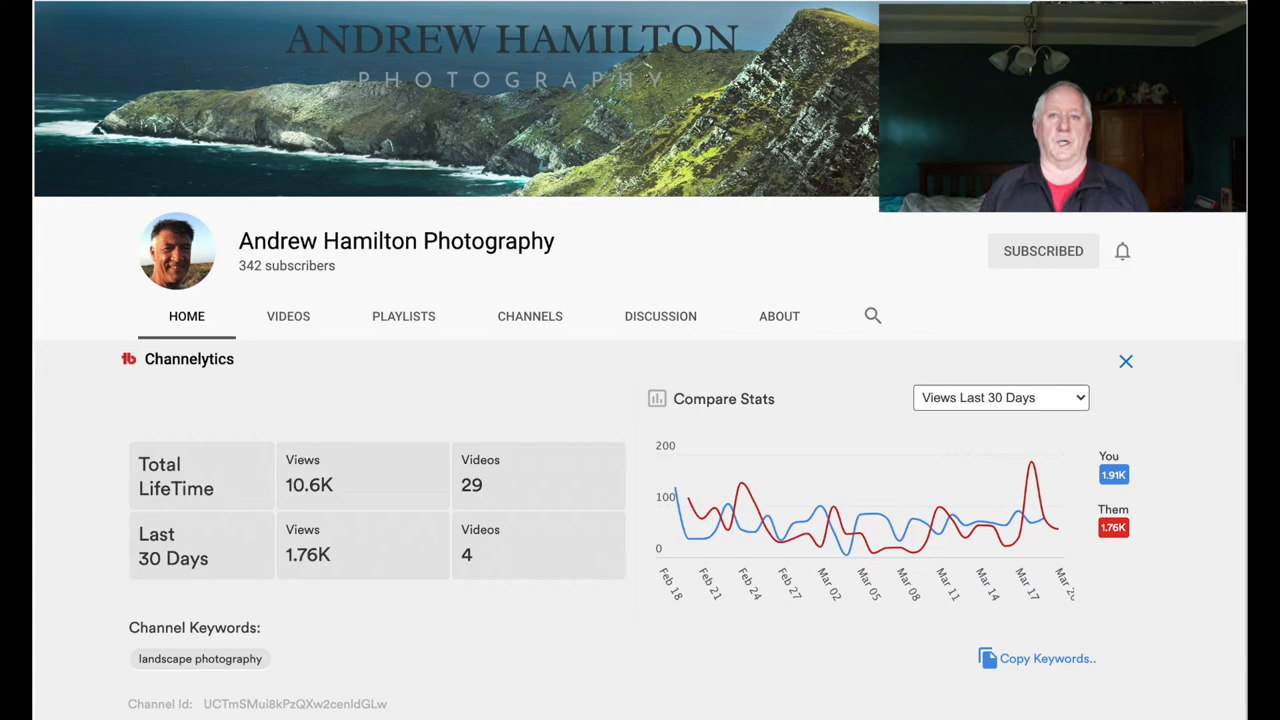 ANDREW HAMILTON
PHOTOGRAPHY
Andrew Hamilton Photography
342 subscribers
SUBSCRIBED
HOME
VIDEOS
PLAYLISTS
CHANNELS
DISCUSSION
ABOUT
tb Channelytics
Compare Stats
Views Last 30 Days
Total
LifeTime
Views
10.6K
Videos
29
Last
30 Days
Views
1.76K
Videos
4
200
100
0
Feb 18
Feb 21
Feb 24
Feb 27
Mar 02
Mar 05
Mar 08
Mar 11
Mar 14
Mar 17
Mar
You
1.91K
Them
1.76K
Channel Keywords:
landscape photography
Copy Keywords..
Channel Id: UCTmSMui8kPzQXw2cenIdGLw